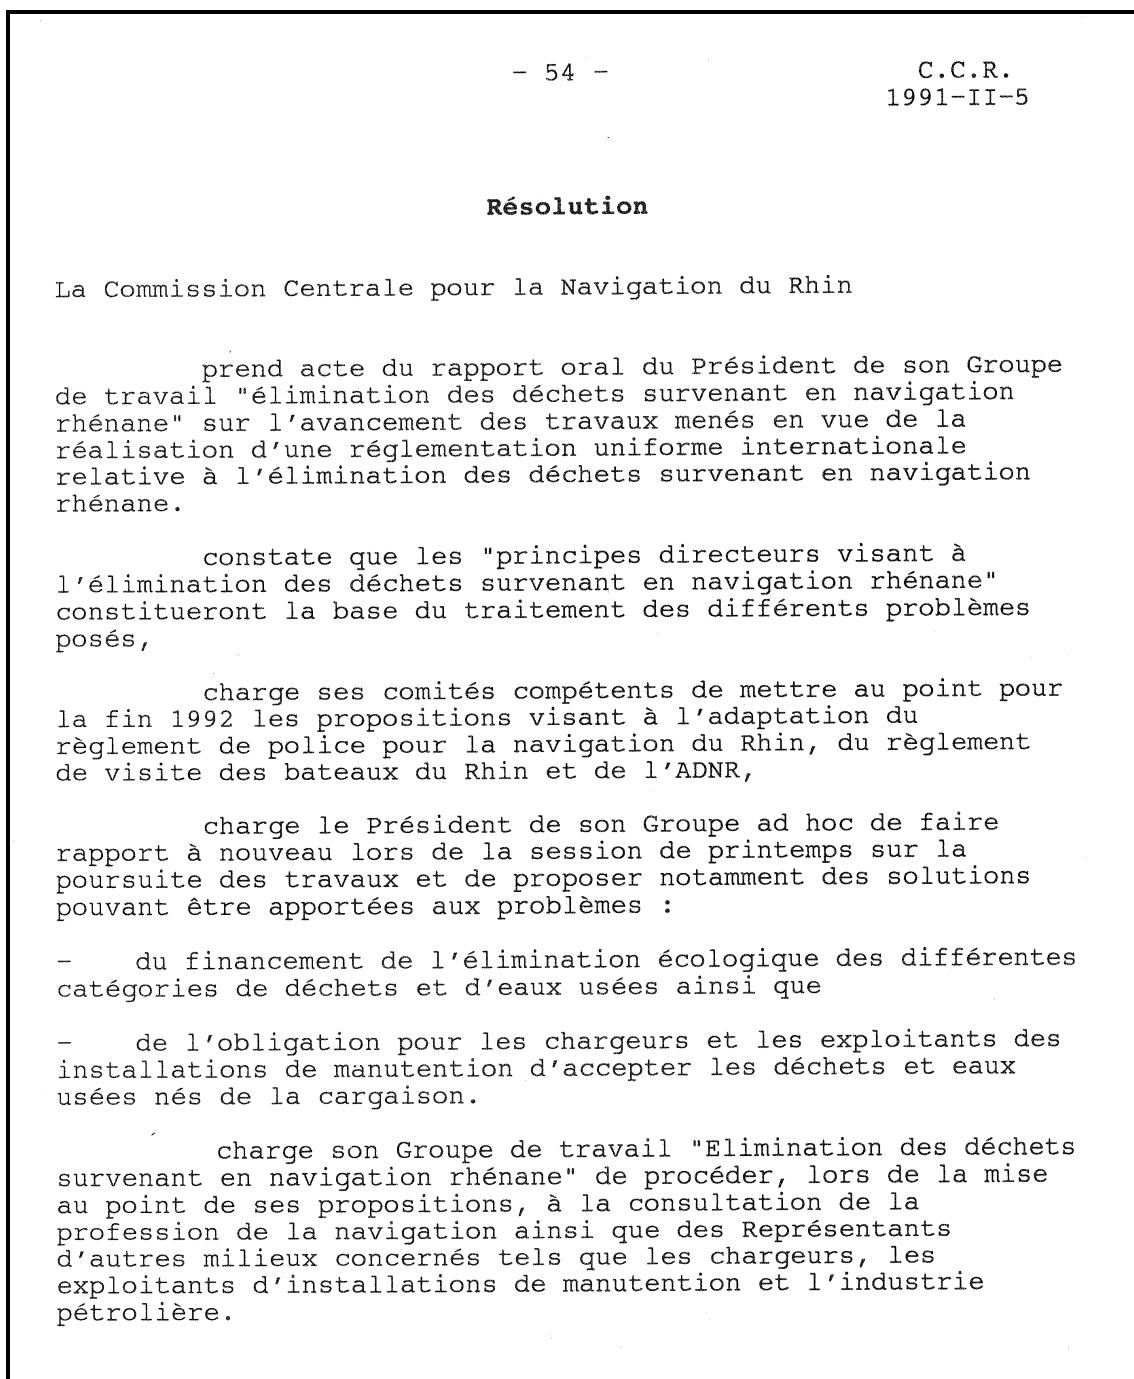 - 54 -
C.C.R.
1991-II-5
Résolution
La Commission Centrale pour la Navigation du Rhin
prend acte du rapport oral du Président de son Groupe
de travail "élimination des déchets survenant en navigation
rhénane" sur l'avancement des travaux menés en vue de la
réalisation d'une réglementation uniforme internationale
relative à l'élimination des déchets survenant en navigation
rhénane.
constate que les "principes directeurs visant à
l'élimination des déchets survenant en navigation rhénane"
constitueront la base du traitement des différents problèmes
posés,
charge ses comités compétents de mettre au point pour
la fin 1992 les propositions visant à l'adaptation du
règlement de police pour la navigation du Rhin, du règlement
de visite des bateaux du Rhin et de l'ADNR,
charge le Président de son Groupe ad hoc de faire
rapport à nouveau lors de la session de printemps sur la
poursuite des travaux et de proposer notamment des solutions
pouvant être apportées aux problèmes :
- du financement de l'élimination écologique des différentes
catégories de déchets et d'eaux usées ainsi que
- de l'obligation pour les chargeurs et les exploitants des
installations de manutention d'accepter les déchets et eaux
usées nés de la cargaison.
charge son Groupe de travail "Elimination des déchets
survenant en navigation rhénane" de procéder, lors de la mise
au point de ses propositions, à la consultation de la
profession de la navigation ainsi que des Représentants
d'autres milieux concernés tels que les chargeurs, les
exploitants d'installations de manutention et l'industrie
pétrolière.